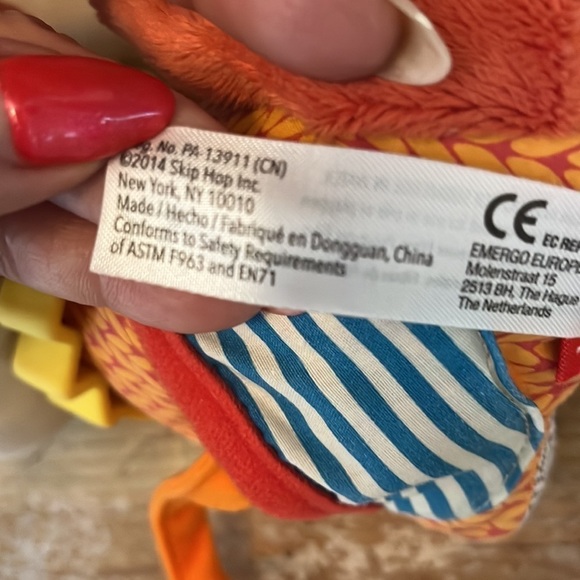 No. PA-13911 (CN)
©2014 Skip Hop Inc.
New York, NY 10010
Made / Hecho / Fabriqué en Dongguan, China
Conforms to Safety Requirements
of ASTM F963 and EN71
CE EC REP
EMERGO EUROPE
Molenstraat 15
2513 BH, The Hague
The Netherlands